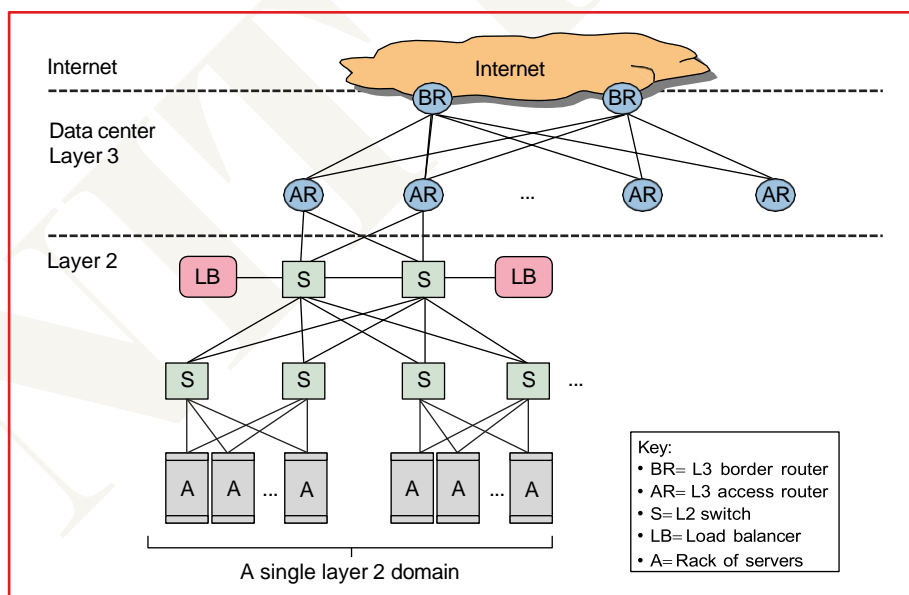 Internet
Internet
BR BR
Data center
Layer 3
AR AR ... AR AR
Layer 2
LB S S LB
S S S S ...
A A ... A A A ... A
A single layer 2 domain
Key:
• BR= L3 border router
• AR= L3 access router
• S= L2 switch
• LB= Load balancer
• A= Rack of servers